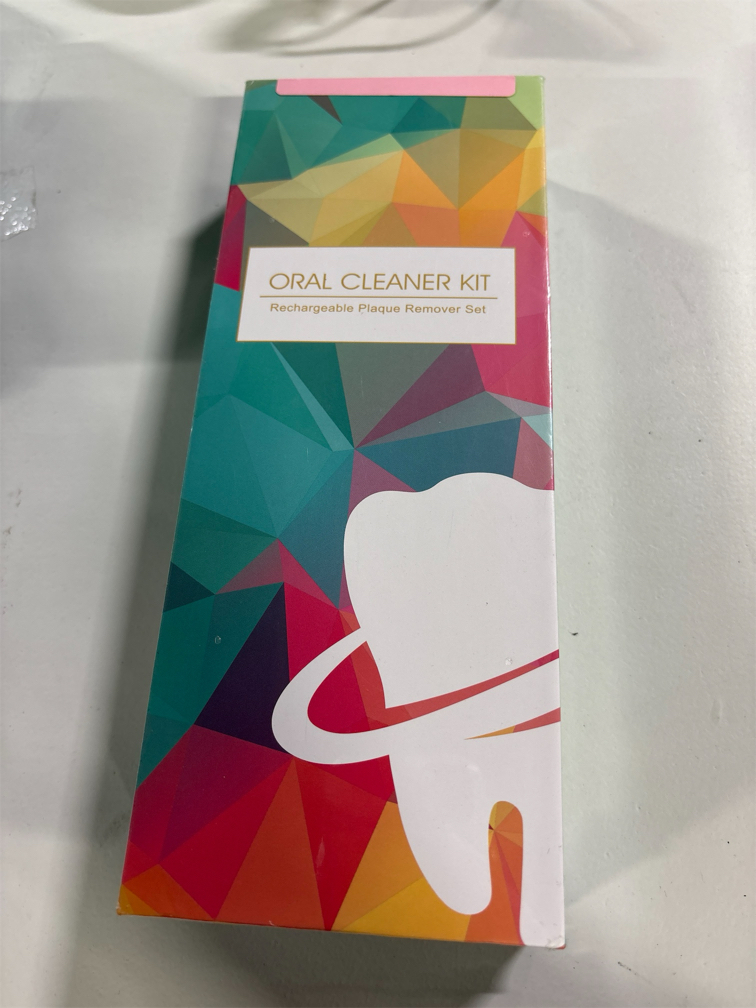 ORAL CLEANER KIT
Rechargeable Plaque Remover Set